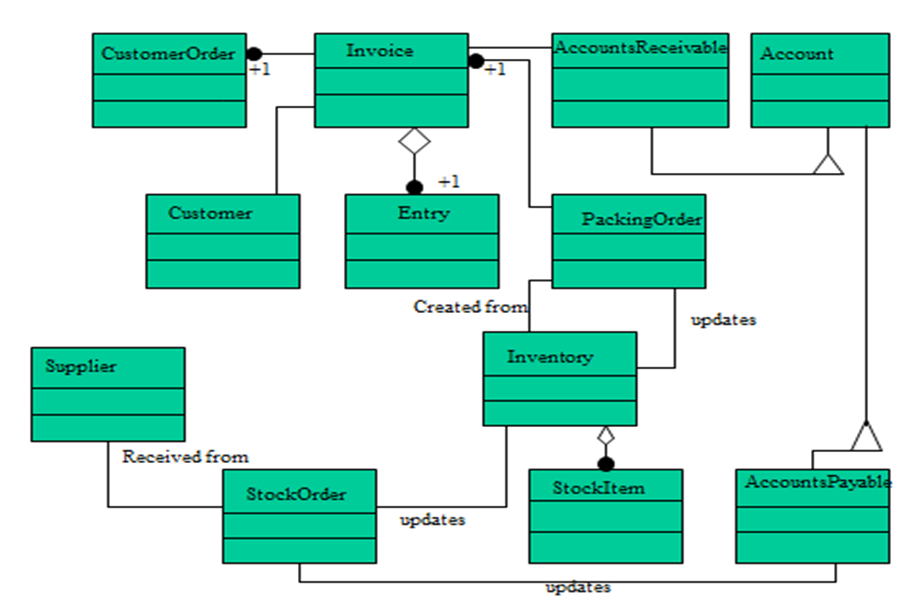 CustomerOrder
Invoice
AccountsReceivable
Account
+1
+1
+1
Customer
Entry
PackingOrder
Created from
updates
Inventory
Supplier
Received from
StockOrder
StockItem
AccountsPayable
updates
updates